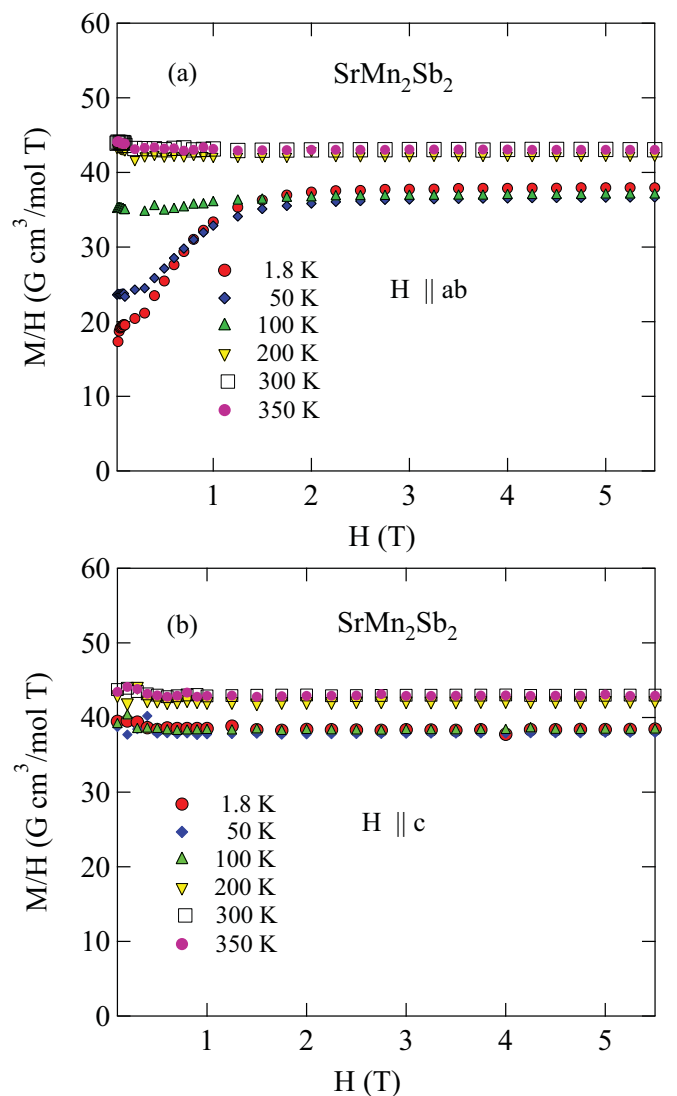 60
(a)
SrMn2Sb2
50
40
30
20
10
0
M/H (G cm3/mol T)
1.8 K
50 K
100 K
200 K
300 K
350 K
H || ab
1 2 3 4 5
H (T)
60
(b)
SrMn2Sb2
50
40
30
20
10
0
M/H (G cm3/mol T)
1.8 K
50 K
100 K
200 K
300 K
350 K
H || c
1 2 3 4 5
H (T)